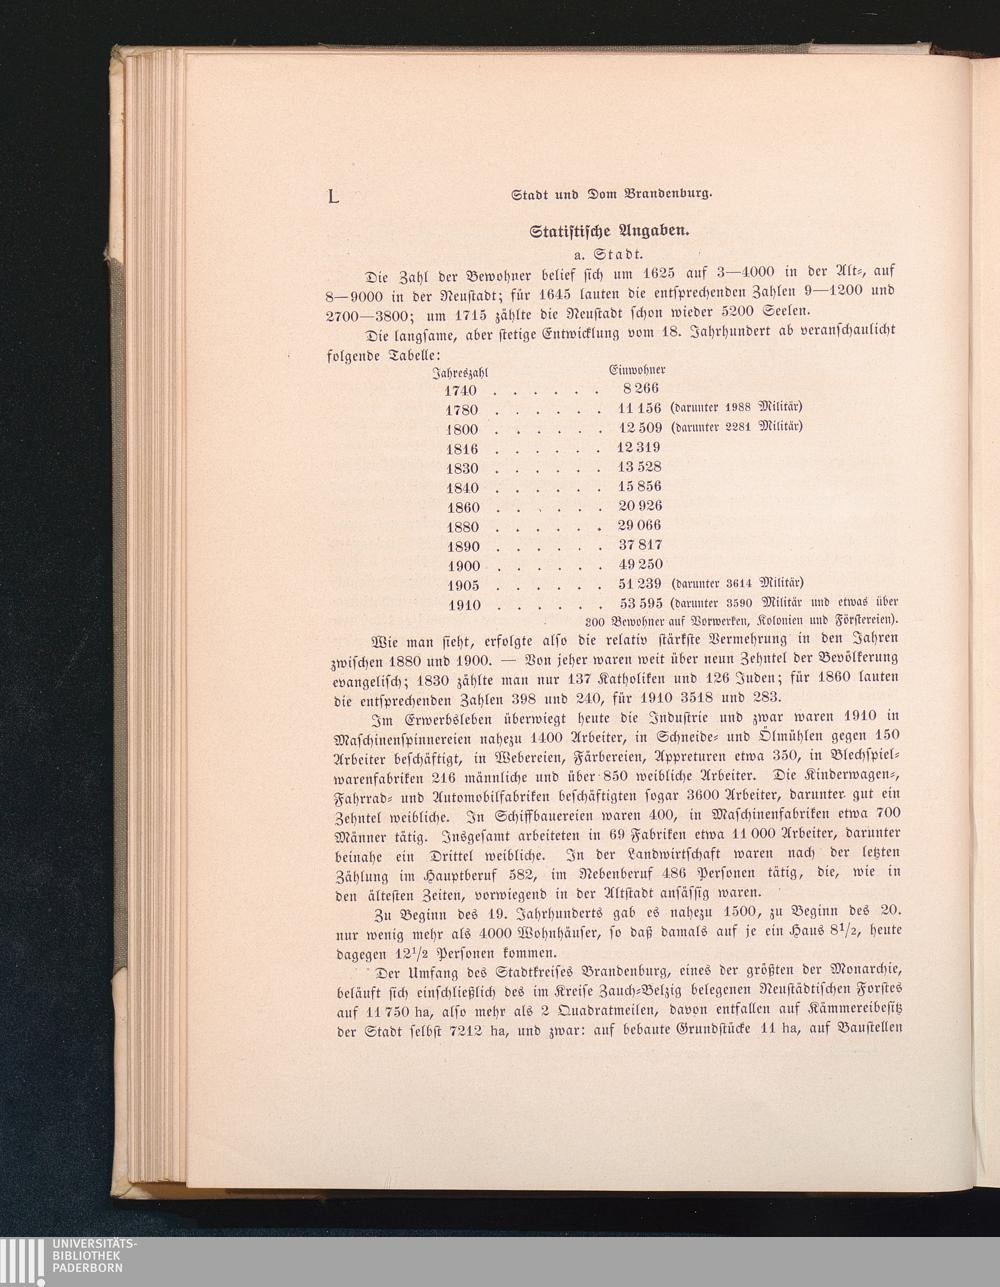 L
Stadt und Dom Brandenburg.
Statistische Angaben.
a. Stadt.
Die Zahl der Bewohner belief sich um 1625 auf 3—4000 in der Alt-, auf
8—9000 in der Neustadt; für 1645 lauten die entsprechenden Zahlen 9—1200 und
2700—3800; um 1715 zählte die Neustadt schon wieder 5200 Seelen.
Die langsame, aber stetige Entwicklung vom 18. Jahrhundert ab veranschaulicht
folgende Tabelle:
Jahreszahl Einwohner
1740 . . . . . . 8 266
1780 . . . . . . 11 156 (darunter 1988 Militär)
1800 . . . . . . 12 509 (darunter 2281 Militär)
1816 . . . . . . 12 319
1830 . . . . . . 13 528
1840 . . . . . . 15 856
1860 . . . . . . 20 926
1880 . . . . . . 29 066
1890 . . . . . . 37 817
1900 . . . . . . 49 250
1905 . . . . . . 51 239 (darunter 3614 Militär)
1910 . . . . . . 53 595 (darunter 3590 Militär und etwas über
300 Bewohner auf Vorwerken, Kolonien und Förstereien).
Wie man sieht, erfolgte also die relativ stärkste Vermehrung in den Jahren
zwischen 1880 und 1900. — Von jeher waren weit über neun Zehntel der Bevölkerung
evangelisch; 1830 zählte man nur 137 Katholiken und 126 Juden; für 1860 lauten
die entsprechenden Zahlen 398 und 240, für 1910 3518 und 283.
Im Erwerbsleben überwiegt heute die Industrie und zwar waren 1910 in
Maschinenspinnereien nahezu 1400 Arbeiter, in Schneide- und Ölmühlen gegen 150
Arbeiter beschäftigt, in Webereien, Färbereien, Appreturen etwa 350, in Blechspiel-
warenfabriken 216 männliche und über 850 weibliche Arbeiter. Die Kinderwagen-,
Fahrrad- und Automobilfabriken beschäftigten sogar 3600 Arbeiter, darunter gut ein
Zehntel weibliche. In Schiffbauereien waren 400, in Maschinenfabriken etwa 700
Männer tätig. Insgesamt arbeiteten in 69 Fabriken etwa 11 000 Arbeiter, darunter
beinahe ein Drittel weibliche. In der Landwirtschaft waren nach der letzten
Zählung im Hauptberuf 582, im Nebenberuf 486 Personen tätig, die, wie in
den ältesten Zeiten, vorwiegend in der Altstadt ansässig waren.
Zu Beginn des 19. Jahrhunderts gab es nahezu 1500, zu Beginn des 20.
nur wenig mehr als 4000 Wohnhäuser, so daß damals auf je ein Haus 8¹/₂, heute
dagegen 12¹/₂ Personen kommen.
Der Umfang des Stadtkreises Brandenburg, eines der größten der Monarchie,
beläuft sich einschließlich des im Kreise Zauch-Belzig belegenen Neustädtischen Forstes
auf 11 750 ha, also mehr als 2 Quadratmeilen, davon entfallen auf Kämmereibesitz
der Stadt selbst 7212 ha, und zwar: auf bebaute Grundstücke 11 ha, auf Baustellen
UNIVERSITÄTS-
BIBLIOTHEK
PADERBORN